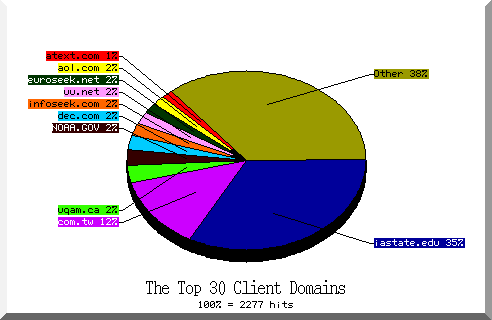 atext.com 1%
aol.com 2%
euroseek.net 2%
uu.net 2%
infoseek.com 2%
dec.com 2%
NOAA.GOV 2%
uqam.ca 2%
com.tw 12%
Other 38%
iastate.edu 35%
The Top 30 Client Domains
100% = 2277 hits